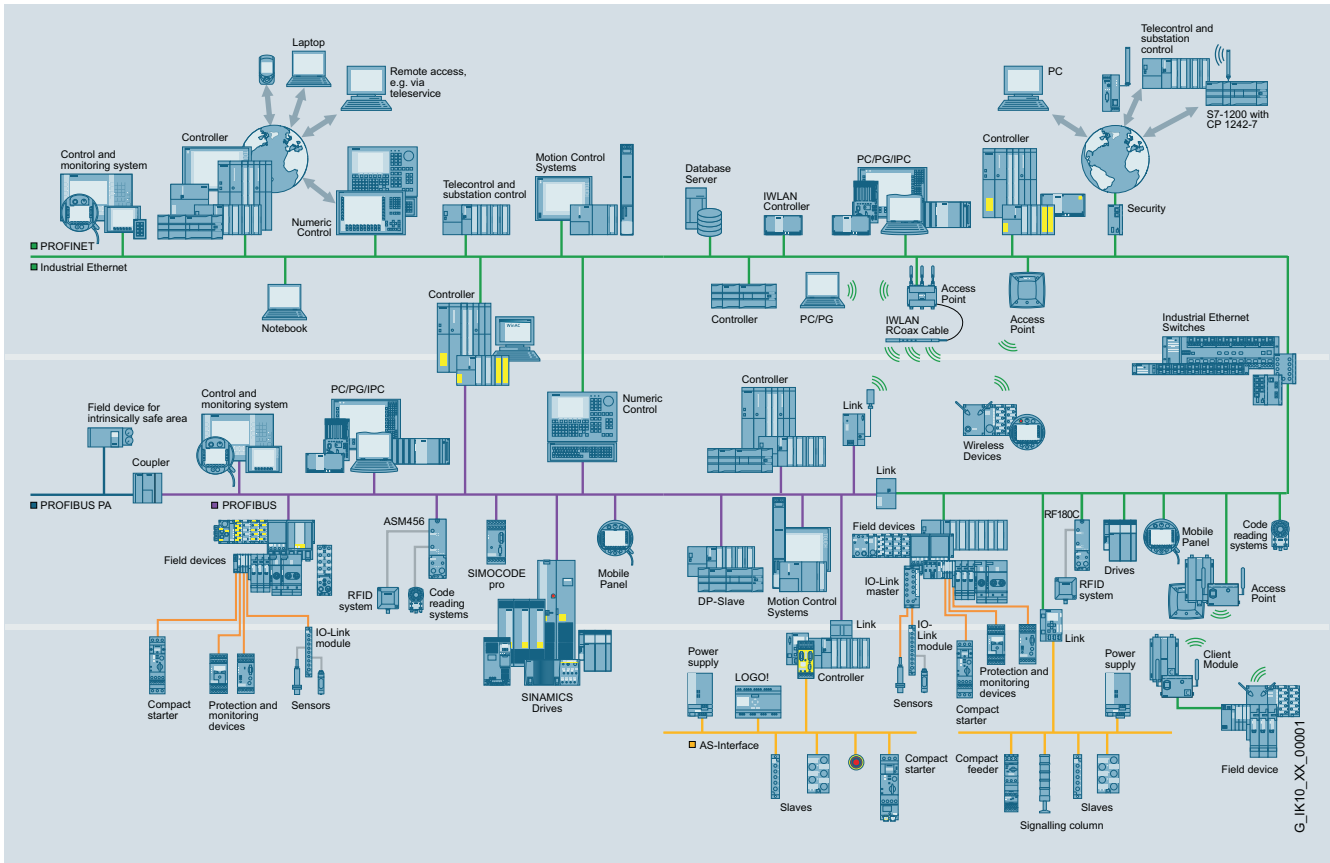 Laptop
Remote access,
e.g. via
teleservice
Telecontrol and
substation
control
PC
S7-1200 with
CP 1242-7
Controller
Control and
monitoring system
Numeric
Control
Telecontrol and
substation control
Motion Control
Systems
Database
Server
IWLAN
Controller
PC/PG/IPC
Controller
Security
PROFINET
Industrial Ethernet
Notebook
Controller
WinAC
Controller
PC/PG
Access
Point
IWLAN
RCoax Cable
Access
Point
Industrial Ethernet
Switches
Field device for
intrinsically safe area
Control and
monitoring system
PC/PG/IPC
Numeric
Control
Controller
Link
Wireless
Devices
Coupler
Link
PROFIBUS PA
PROFIBUS
Field devices
ASM456
RFID
system
Code
reading
systems
SIMOCODE
pro
Mobile
Panel
DP-Slave
Motion Control
Systems
Field devices
IO-Link
master
RF180C
RFID
system
Drives
Mobile
Panel
Code
reading
systems
Access
Point
Compact
starter
Protection and
monitoring
devices
IO-Link
module
Sensors
SINAMICS
Drives
Power
supply
LOGO!
Link
Controller
IO-
Link
module
Sensors
Compact
starter
Protection and
monitoring
devices
Link
Power
supply
Client
Module
Field device
AS-Interface
Slaves
Compact
starter
Compact
feeder
Signalling column
Slaves
G_IK10_XX_00001